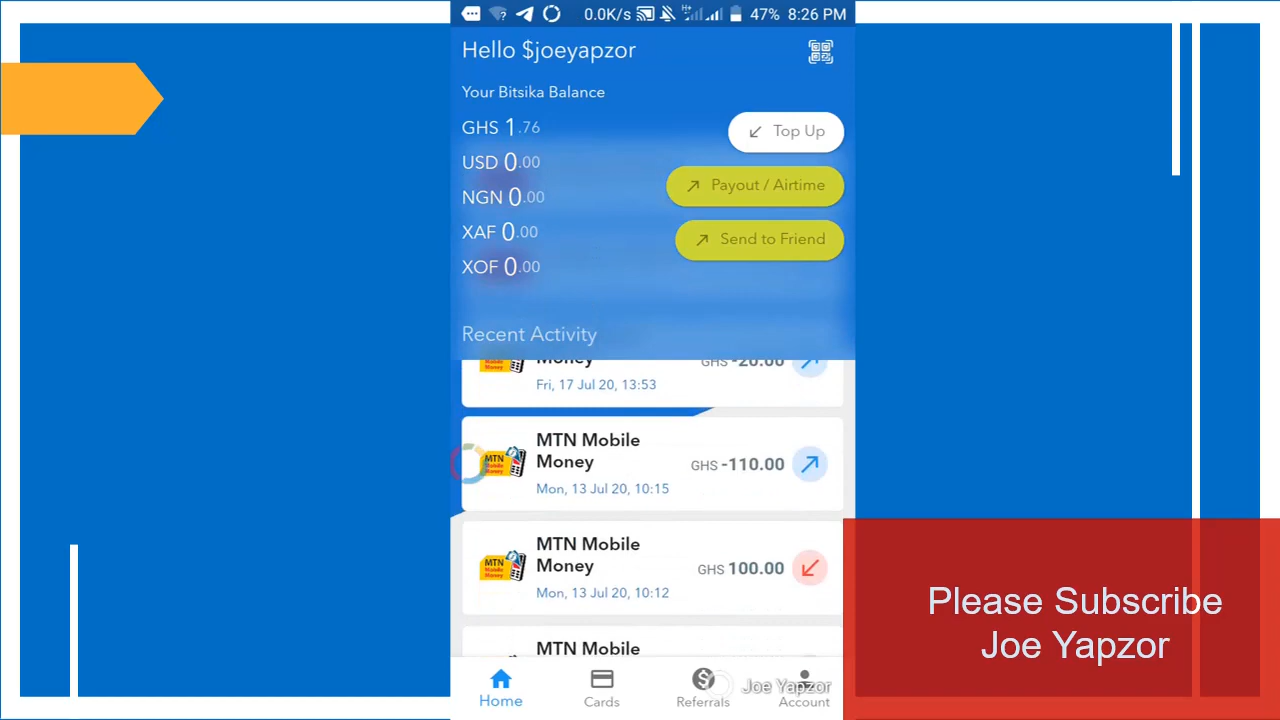 0.0K/s 47% 8:26 PM
Hello $joeyapzor
Your Bitsika Balance
GHS 1.76
Top Up
USD 0.00
Payout / Airtime
NGN 0.00
XAF 0.00
Send to Friend
XOF 0.00
Recent Activity
Money GHS -20.00
Fri, 17 Jul 20, 13:53
MTN Mobile
Money
GHS -110.00
Mon, 13 Jul 20, 10:15
MTN Mobile
Money
GHS 100.00
Mon, 13 Jul 20, 10:12
MTN Mobile
Home
Cards
Referrals
Account
Joe Yapzor
Please Subscribe
Joe Yapzor